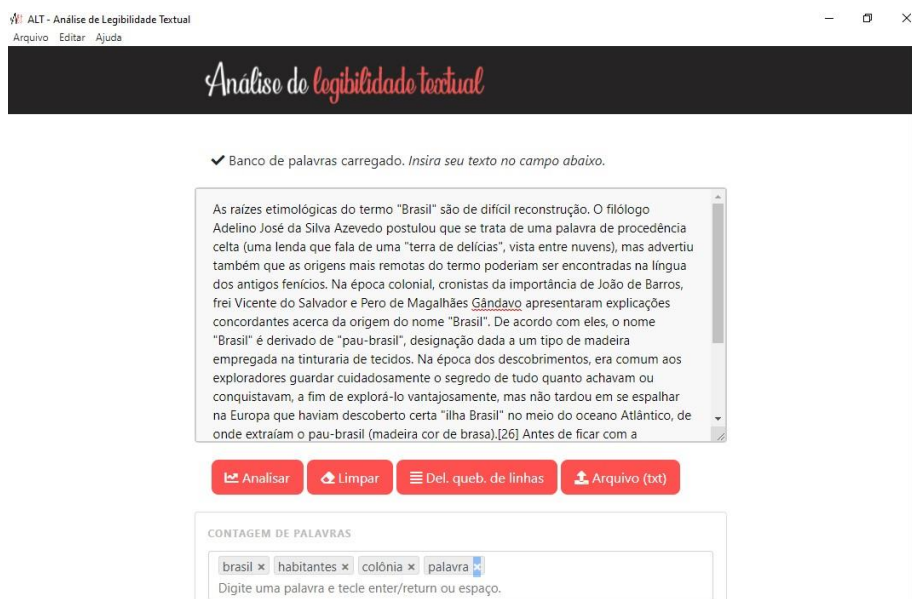 ALT - Análise de Legibilidade Textual
Arquivo Editar Ajuda
Análise de legibilidade textual
Banco de palavras carregado. Insira seu texto no campo abaixo.
As raízes etimológicas do termo "Brasil" são de difícil reconstrução. O filólogo
Adelino José da Silva Azevedo postulou que se trata de uma palavra de procedência
celta (uma lenda que fala de uma "terra de delícias", vista entre nuvens), mas advertiu
também que as origens mais remotas do termo poderiam ser encontradas na língua
dos antigos fenícios. Na época colonial, cronistas da importância de João de Barros,
frei Vicente do Salvador e Pero de Magalhães Gândavo apresentaram explicações
concordantes acerca da origem do nome "Brasil". De acordo com eles, o nome
"Brasil" é derivado de "pau-brasil", designação dada a um tipo de madeira
empregada na tinturaria de tecidos. Na época dos descobrimentos, era comum aos
exploradores guardar cuidadosamente o segredo de tudo quanto achavam ou
conquistavam, a fim de explorá-lo vantajosamente, mas não tardou em se espalhar
na Europa que haviam descoberto certa "ilha Brasil" no meio do oceano Atlântico, de
onde extraíam o pau-brasil (madeira cor de brasa).[26] Antes de ficar com a
Analisar Limpar Del. queb. de linhas Arquivo (txt)
CONTAGEM DE PALAVRAS
brasil × habitantes × colônia × palavra ×
Digite uma palavra e tecle enter/return ou espaço.